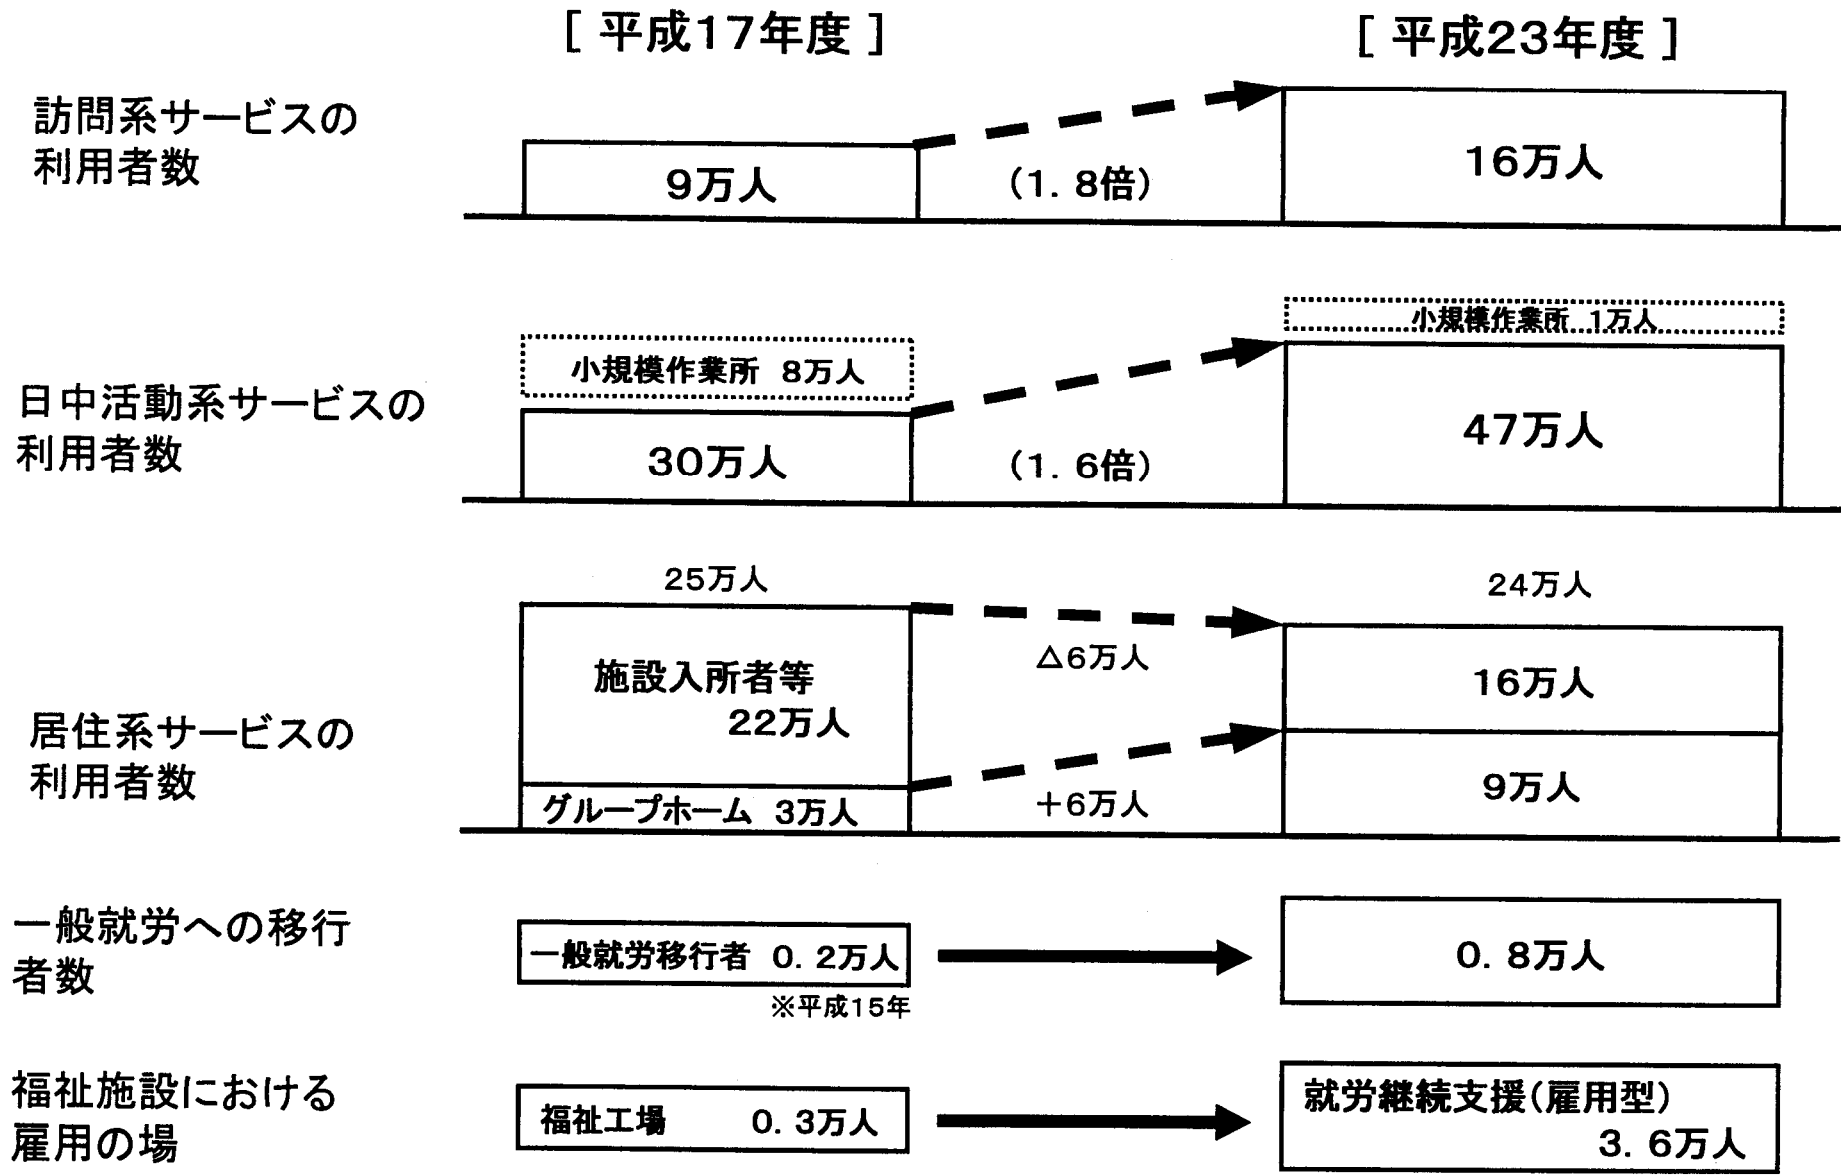 [ 平成17年度 ]
[ 平成23年度 ]
訪問系サービスの
利用者数
9万人
(1. 8倍)
16万人
日中活動系サービスの
利用者数
小規模作業所 8万人
30万人
(1. 6倍)
小規模作業所 1万人
47万人
居住系サービスの
利用者数
25万人
施設入所者等
22万人
グループホーム 3万人
△6万人
＋6万人
24万人
16万人
9万人
一般就労への移行
者数
一般就労移行者 0. 2万人
※平成15年
0. 8万人
福祉施設における
雇用の場
福祉工場 0. 3万人
就労継続支援(雇用型)
3. 6万人